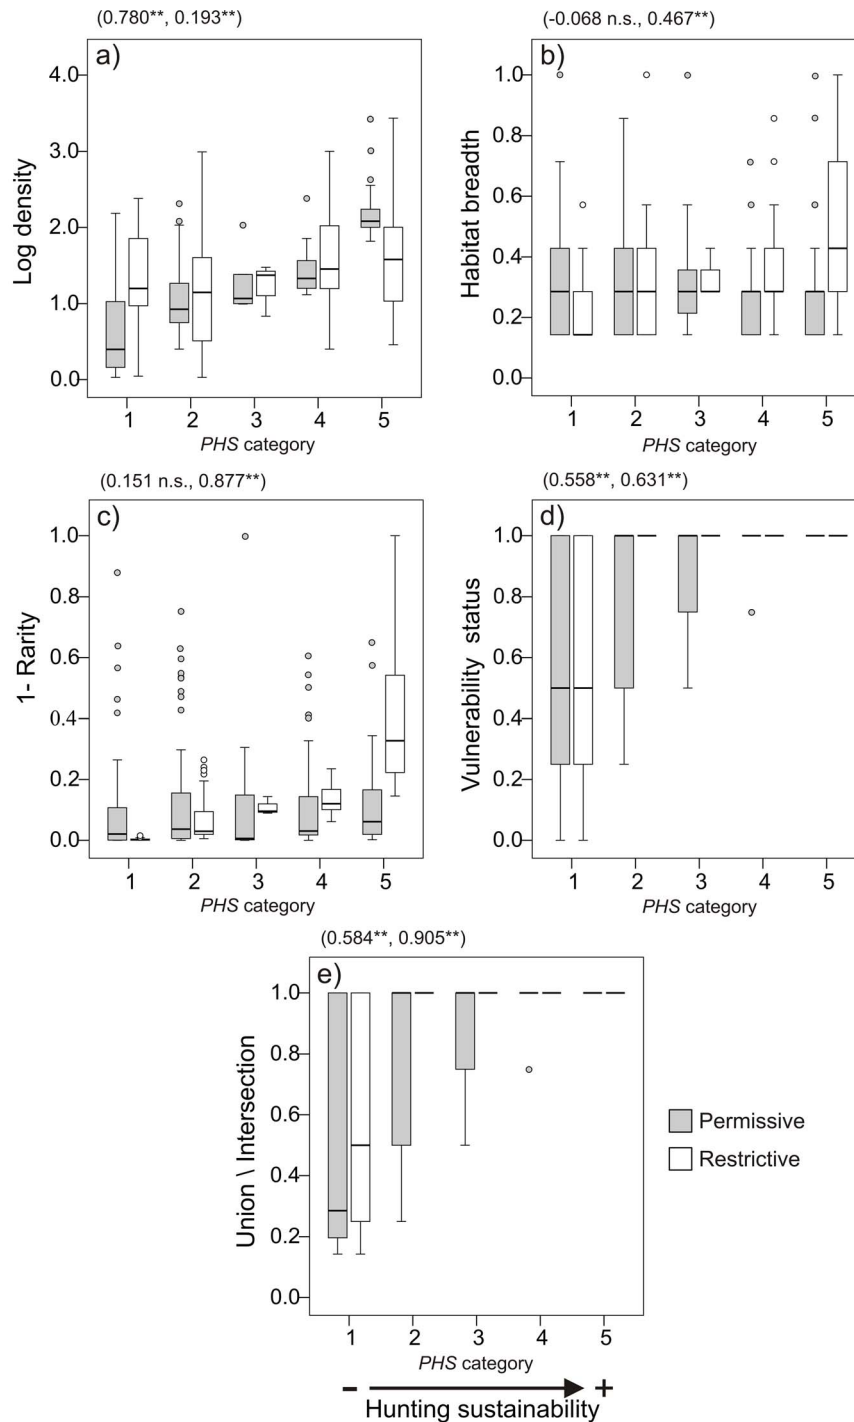 (0.780**, 0.193**)
a)
Log density
4.0
3.0
2.0
1.0
0.0
1 2 3 4 5
PHS category
(-0.068 n.s., 0.467**)
b)
Habitat breadth
1.0
0.8
0.6
0.4
0.2
0.0
1 2 3 4 5
PHS category
(0.151 n.s., 0.877**)
c)
1- Rarity
1.0
0.8
0.6
0.4
0.2
0.0
1 2 3 4 5
PHS category
(0.558**, 0.631**)
d)
Vulnerability status
1.0
0.8
0.6
0.4
0.2
0.0
1 2 3 4 5
PHS category
(0.584**, 0.905**)
e)
Union \ Intersection
1.0
0.8
0.6
0.4
0.2
0.0
1 2 3 4 5
PHS category
Permissive
Restrictive
- +
Hunting sustainability